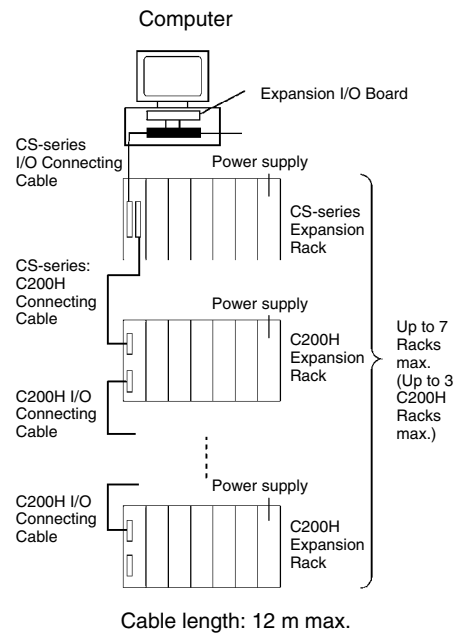 Computer
Expansion I/O Board
CS-series
I/O Connecting
Cable
Power supply
CS-series
Expansion
Rack
CS-series:
C200H
Connecting
Cable
Power supply
C200H
Expansion
Rack
Up to 7
Racks
max.
(Up to 3
C200H
Racks
max.)
C200H I/O
Connecting
Cable
C200H I/O
Connecting
Cable
Power supply
C200H
Expansion
Rack
Cable length: 12 m max.